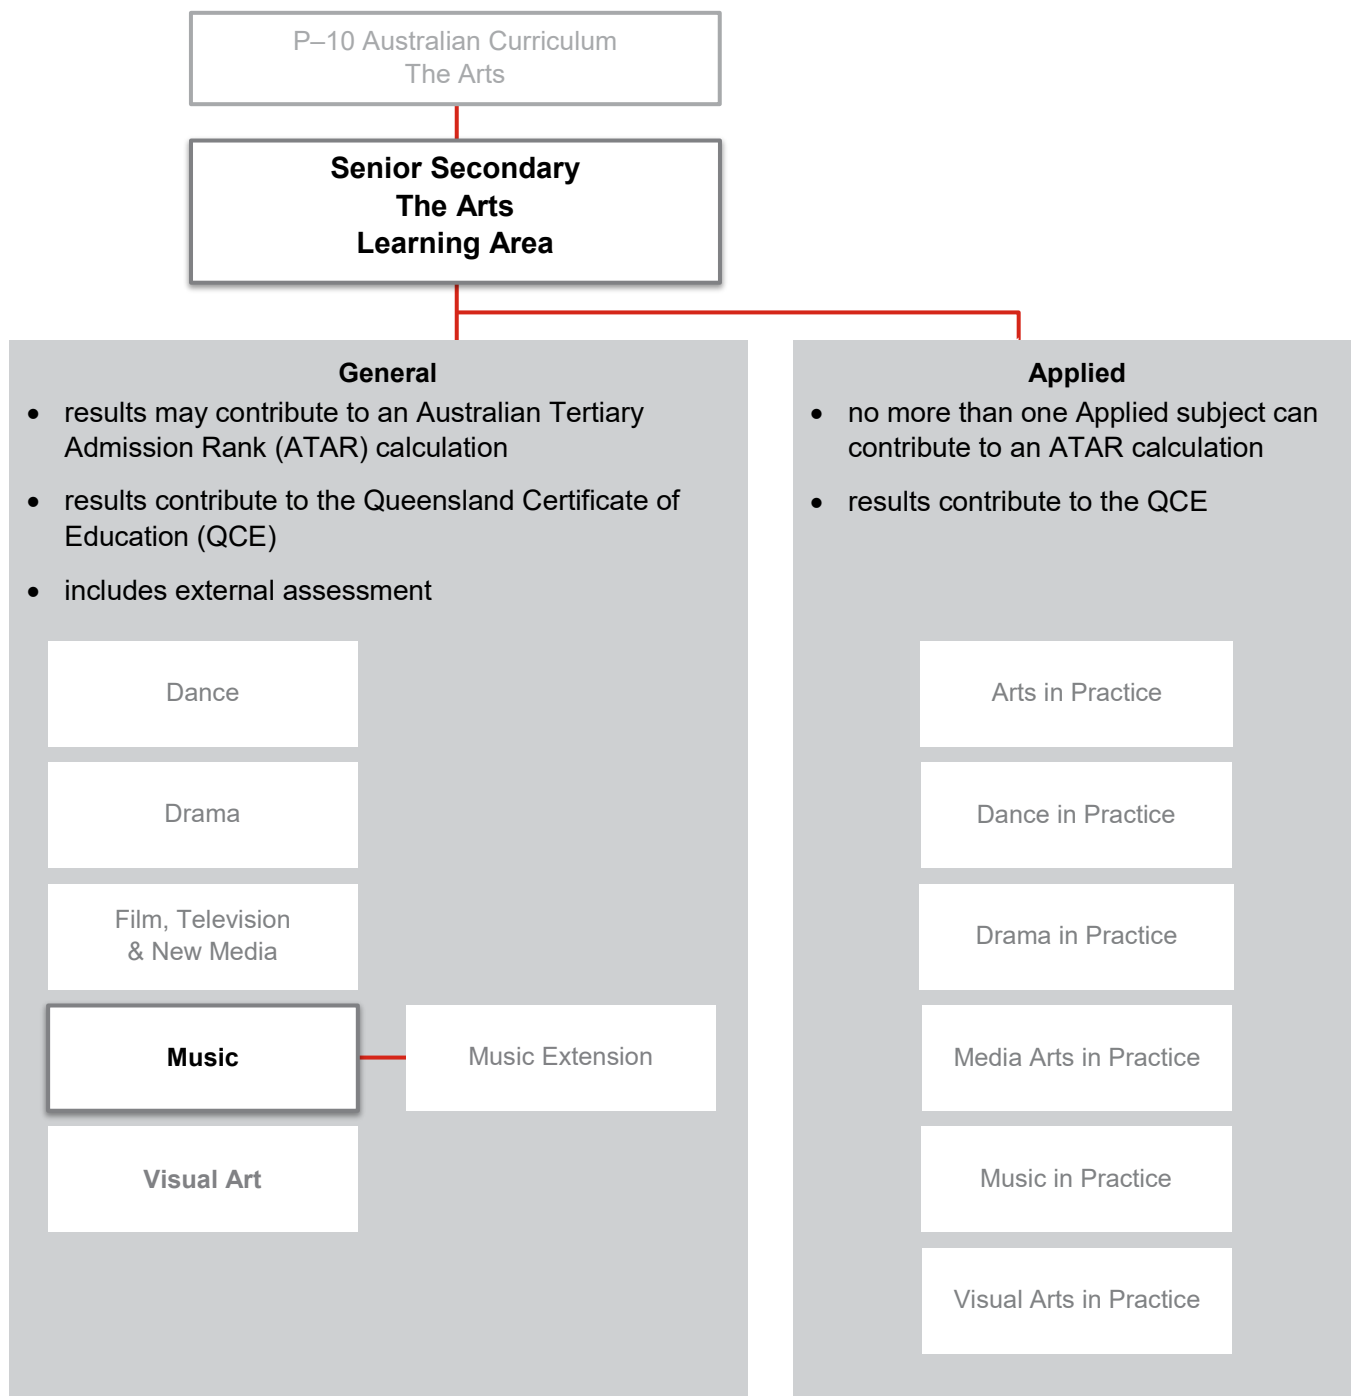 P–10 Australian Curriculum
The Arts
Senior Secondary
The Arts
Learning Area
General
• results may contribute to an Australian Tertiary
Admission Rank (ATAR) calculation
• results contribute to the Queensland Certificate of
Education (QCE)
• includes external assessment
Dance
Drama
Film, Television
& New Media
Music
Music Extension
Visual Art
Applied
• no more than one Applied subject can
contribute to an ATAR calculation
• results contribute to the QCE
Arts in Practice
Dance in Practice
Drama in Practice
Media Arts in Practice
Music in Practice
Visual Arts in Practice